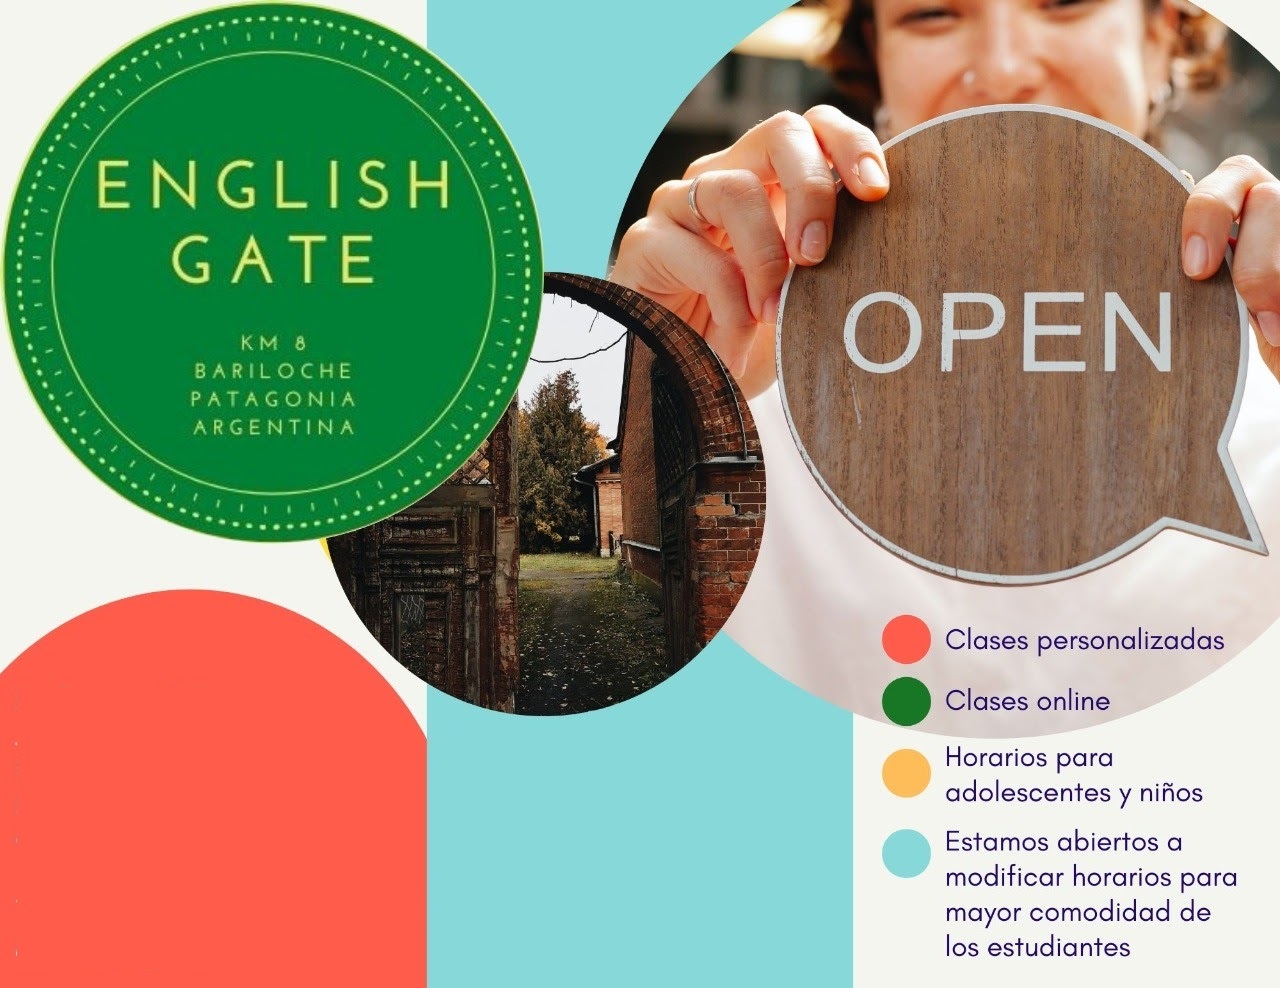 ENGLISH
GATE
KM 8
BARILOCHE
PATAGONIA
ARGENTINA
OPEN
Clases personalizadas
Clases online
Horarios para
adolescentes y niños
Estamos abiertos a
modificar horarios para
mayor comodidad de
los estudiantes